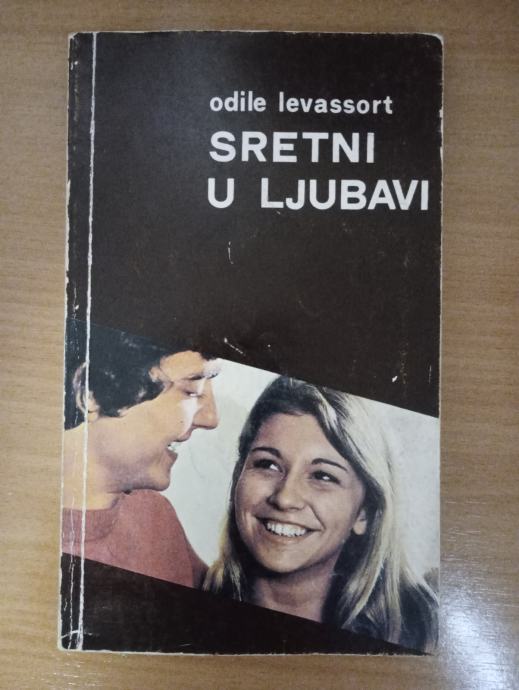 odile levassort
SRETNI
U LJUBAVI